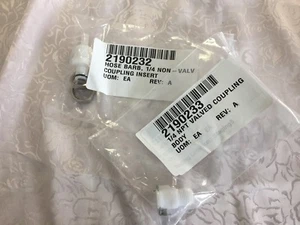 2190232
HOSE BARB, 1/4 NON-VALV
COUPLING INSERT
UOM: EA REV: A
2190233
1/4 NPT VALVED COUPLING
BODY
UOM: EA REV: A